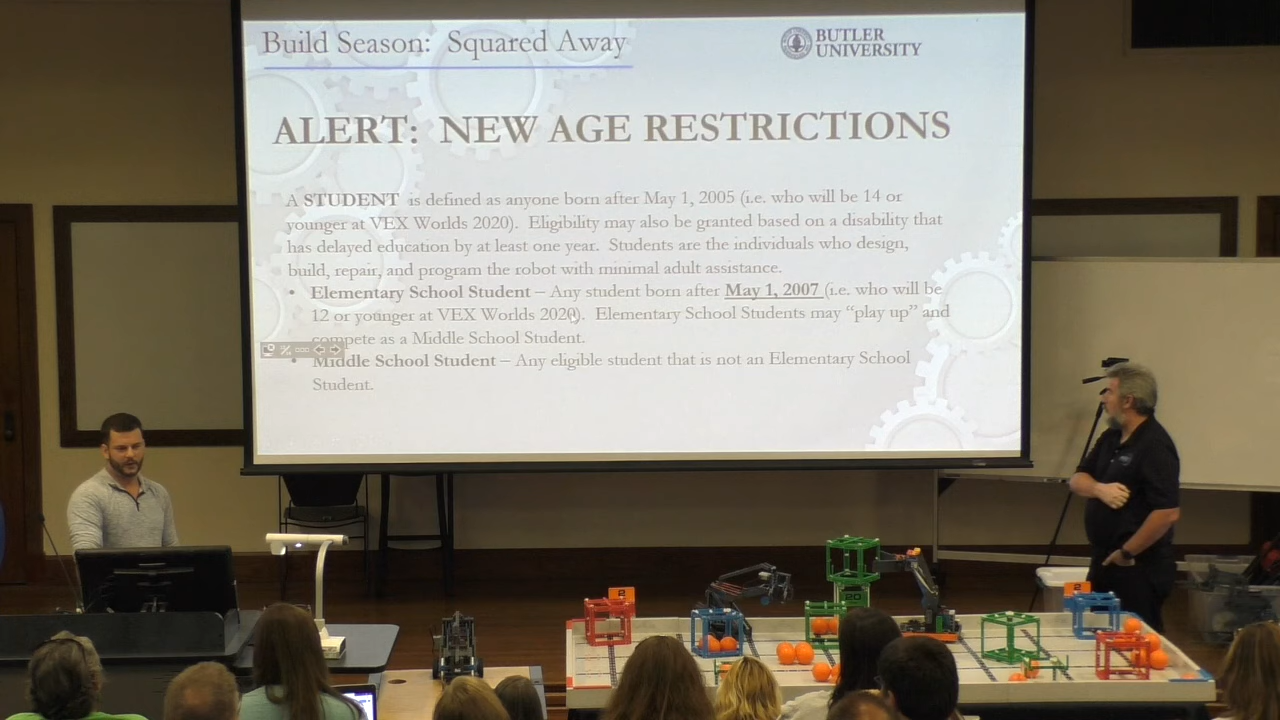 Build Season: Squared Away
BUTLER
UNIVERSITY
ALERT: NEW AGE RESTRICTIONS
A STUDENT is defined as anyone born after May 1, 2005 (i.e. who will be 14 or
younger at VEX Worlds 2020). Eligibility may also be granted based on a disability that
has delayed education by at least one year. Students are the individuals who design,
build, repair, and program the robot with minimal adult assistance.
• Elementary School Student – Any student born after May 1, 2007 (i.e. who will be
12 or younger at VEX Worlds 2020). Elementary School Students may “play up” and
compete as a Middle School Student.
• Middle School Student – Any eligible student that is not an Elementary School
Student.
2
20
2